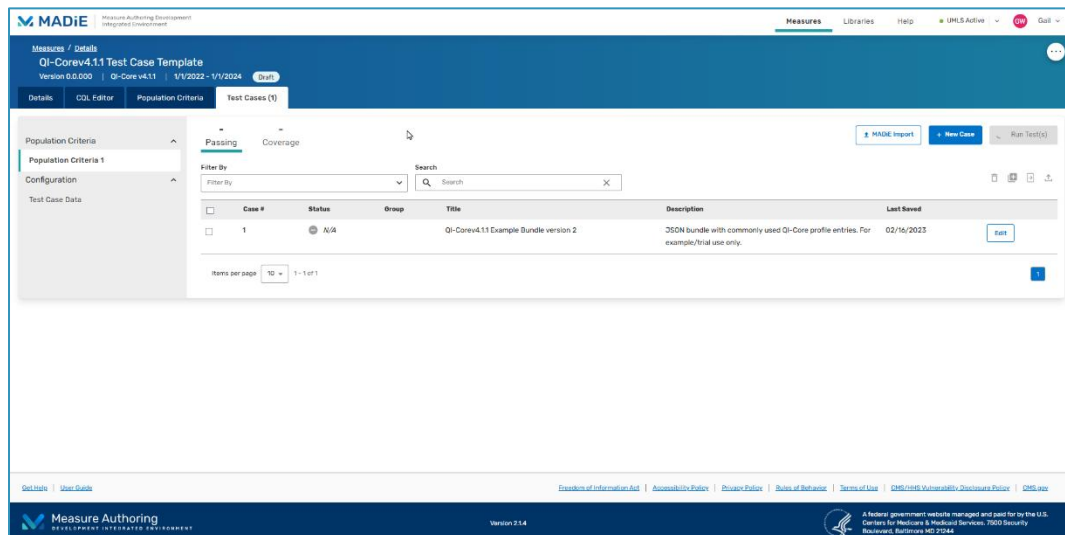 MADiE Measure Authoring Development Integrated Environment Measures Libraries Help UMLS Active GW Gail
Measures / Details
QI-Corev4.1.1 Test Case Template
Version 0.0.000 | QI-Core v4.1.1 | 1/1/2022 - 1/1/2024 Draft
Details CQL Editor Population Criteria Test Cases (1)
Population Criteria
Population Criteria 1
Configuration
Test Case Data
- -
Passing Coverage
MADiE Import + New Case Run Test(s)
Filter By Search
Filter By Search
Case # Status Group Title Description Last Saved
1 N/A QI-Corev4.1.1 Example Bundle version 2 JSON bundle with commonly used QI-Core profile entries. For 02/16/2023 Edit
example/trial use only.
Items per page 10 1 - 1 of 1 1
Get Help | User Guide Freedom of Information Act | Accessibility Policy | Privacy Policy | Rules of Behavior | Terms of Use | CMS/HHS Vulnerability Disclosure Policy | CMS.gov
Measure Authoring
DEVELOPMENT INTEGRATED ENVIRONMENT
Version 2.1.4
A federal government website managed and paid for by the U.S.
Centers for Medicare & Medicaid Services. 7500 Security
Boulevard, Baltimore MD 21244